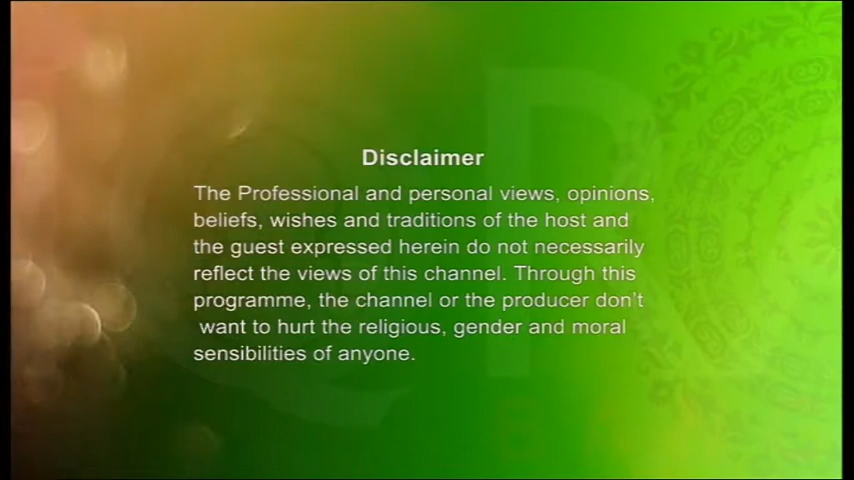 Disclaimer
The Professional and personal views, opinions,
beliefs, wishes and traditions of the host and
the guest expressed herein do not necessarily
reflect the views of this channel. Through this
programme, the channel or the producer don't
want to hurt the religious, gender and moral
sensibilities of anyone.